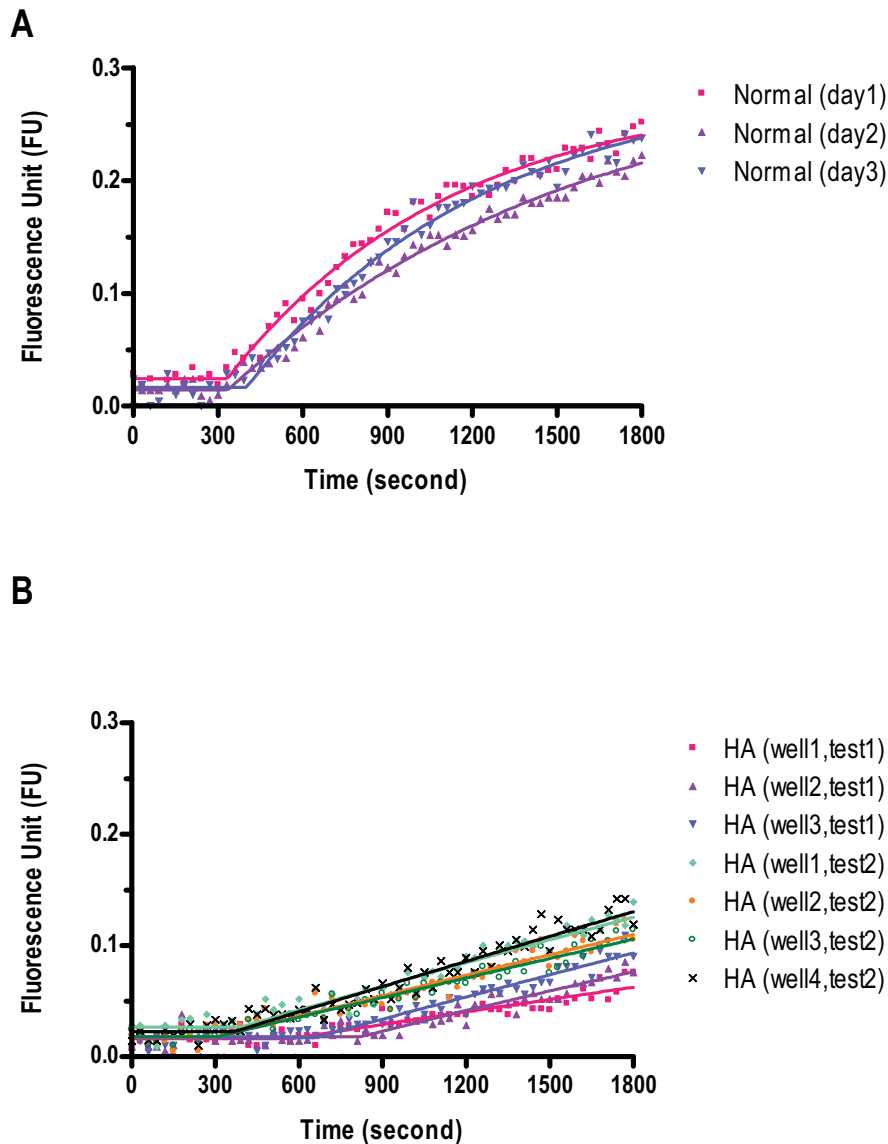 A
0.3
0.2
0.1
0.0
Fluorescence Unit (FU)
0 300 600 900 1200 1500 1800
Time (second)
Normal (day1)
Normal (day2)
Normal (day3)
B
0.3
0.2
0.1
0.0
Fluorescence Unit (FU)
0 300 600 900 1200 1500 1800
Time (second)
HA (well1,test1)
HA (well2,test1)
HA (well3,test1)
HA (well1,test2)
HA (well2,test2)
HA (well3,test2)
HA (well4,test2)